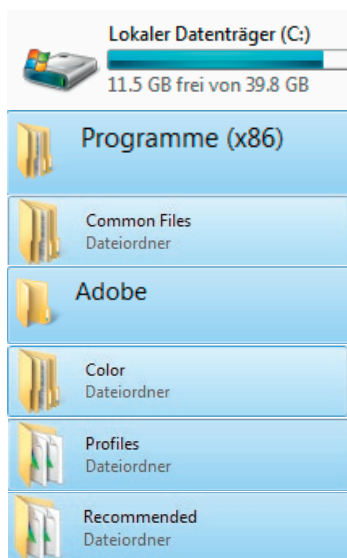 Lokaler Datenträger (C:)
11.5 GB frei von 39.8 GB
Programme (x86)
Common Files
Dateiordner
Adobe
Color
Dateiordner
Profiles
Dateiordner
Recommended
Dateiordner